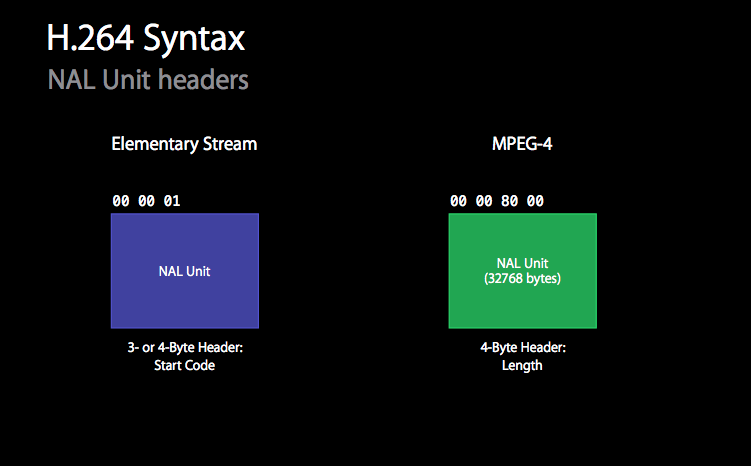 H.264 Syntax
NAL Unit headers
Elementary Stream
MPEG-4
00 00 01
00 00 80 00
NAL Unit
NAL Unit
(32768 bytes)
3- or 4-Byte Header:
Start Code
4-Byte Header:
Length